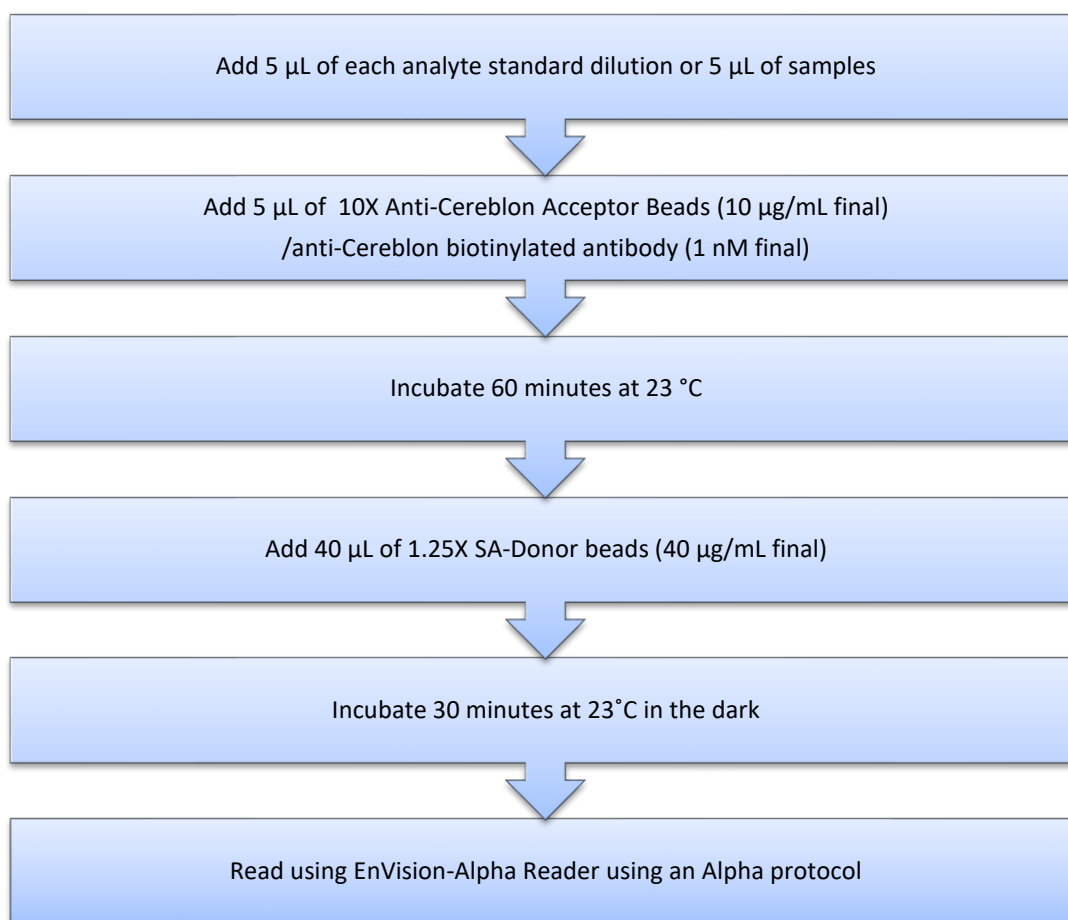 Add 5 µL of each analyte standard dilution or 5 µL of samples
Add 5 µL of  10X Anti-Cereblon Acceptor Beads (10 µg/mL final)
/anti-Cereblon biotinylated antibody (1 nM final)
Incubate 60 minutes at 23 °C
Add 40 µL of 1.25X SA-Donor beads (40 µg/mL final)
Incubate 30 minutes at 23˚C in the dark
Read using EnVision-Alpha Reader using an Alpha protocol